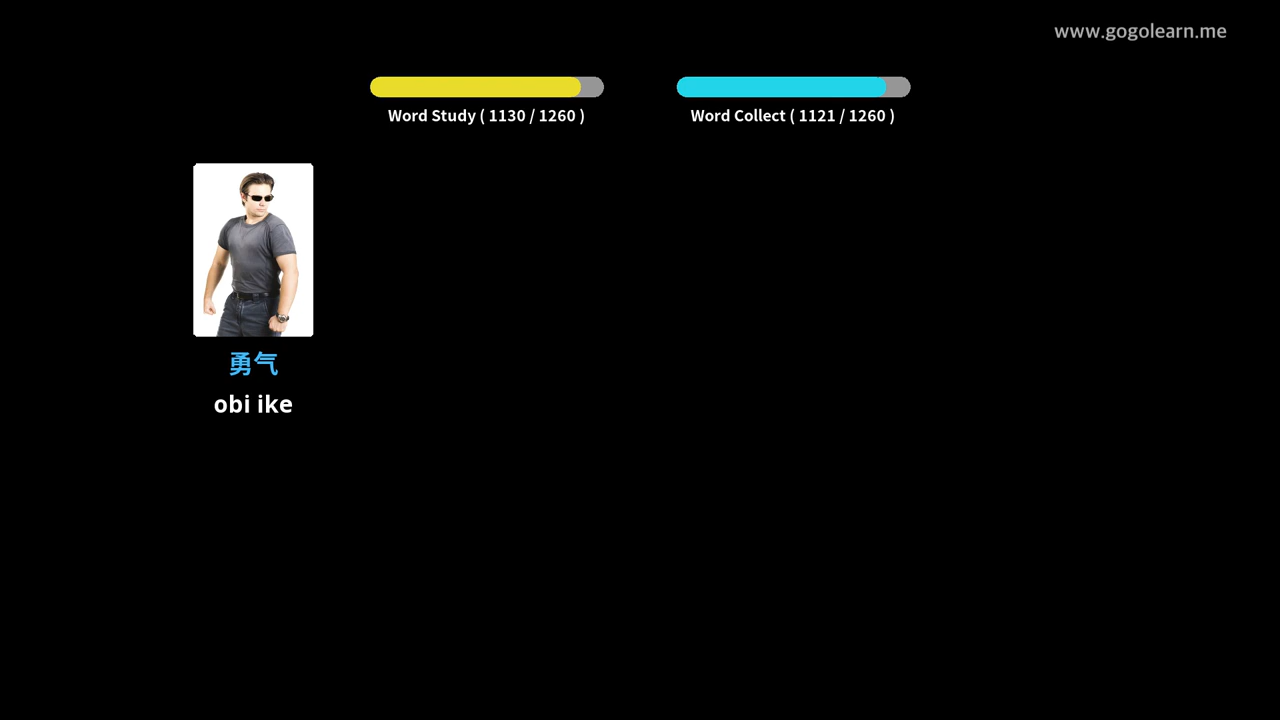 www.gogolearn.me
Word Study ( 1130 / 1260 )
Word Collect ( 1121 / 1260 )
勇气
obi ike